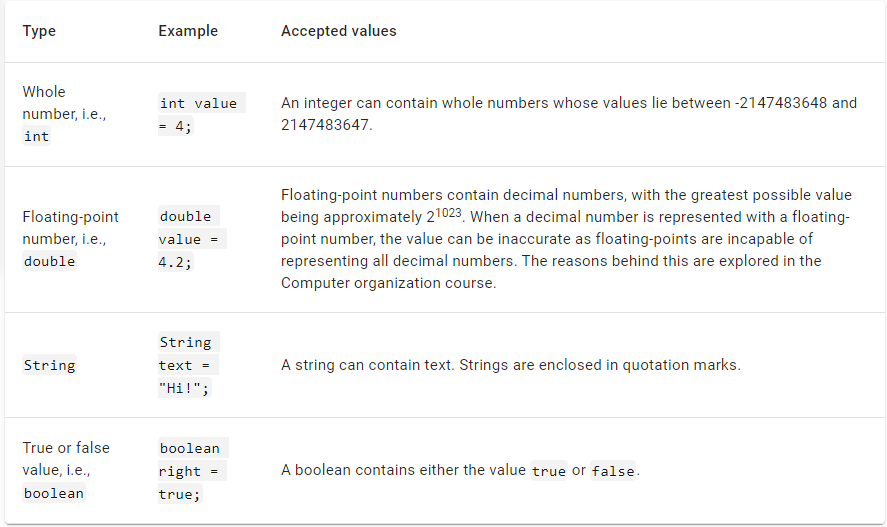 Type Example Accepted values
Whole
number, i.e.,
int
int value
= 4;
An integer can contain whole numbers whose values lie between -2147483648 and
2147483647.
Floating-point
number, i.e.,
double
double
value =
4.2;
Floating-point numbers contain decimal numbers, with the greatest possible value
being approximately 2^1023. When a decimal number is represented with a floating-
point number, the value can be inaccurate as floating-points are incapable of
representing all decimal numbers. The reasons behind this are explored in the
Computer organization course.
String
String
text =
"Hi!";
A string can contain text. Strings are enclosed in quotation marks.
True or false
value, i.e.,
boolean
boolean
right =
true;
A boolean contains either the value true or false.